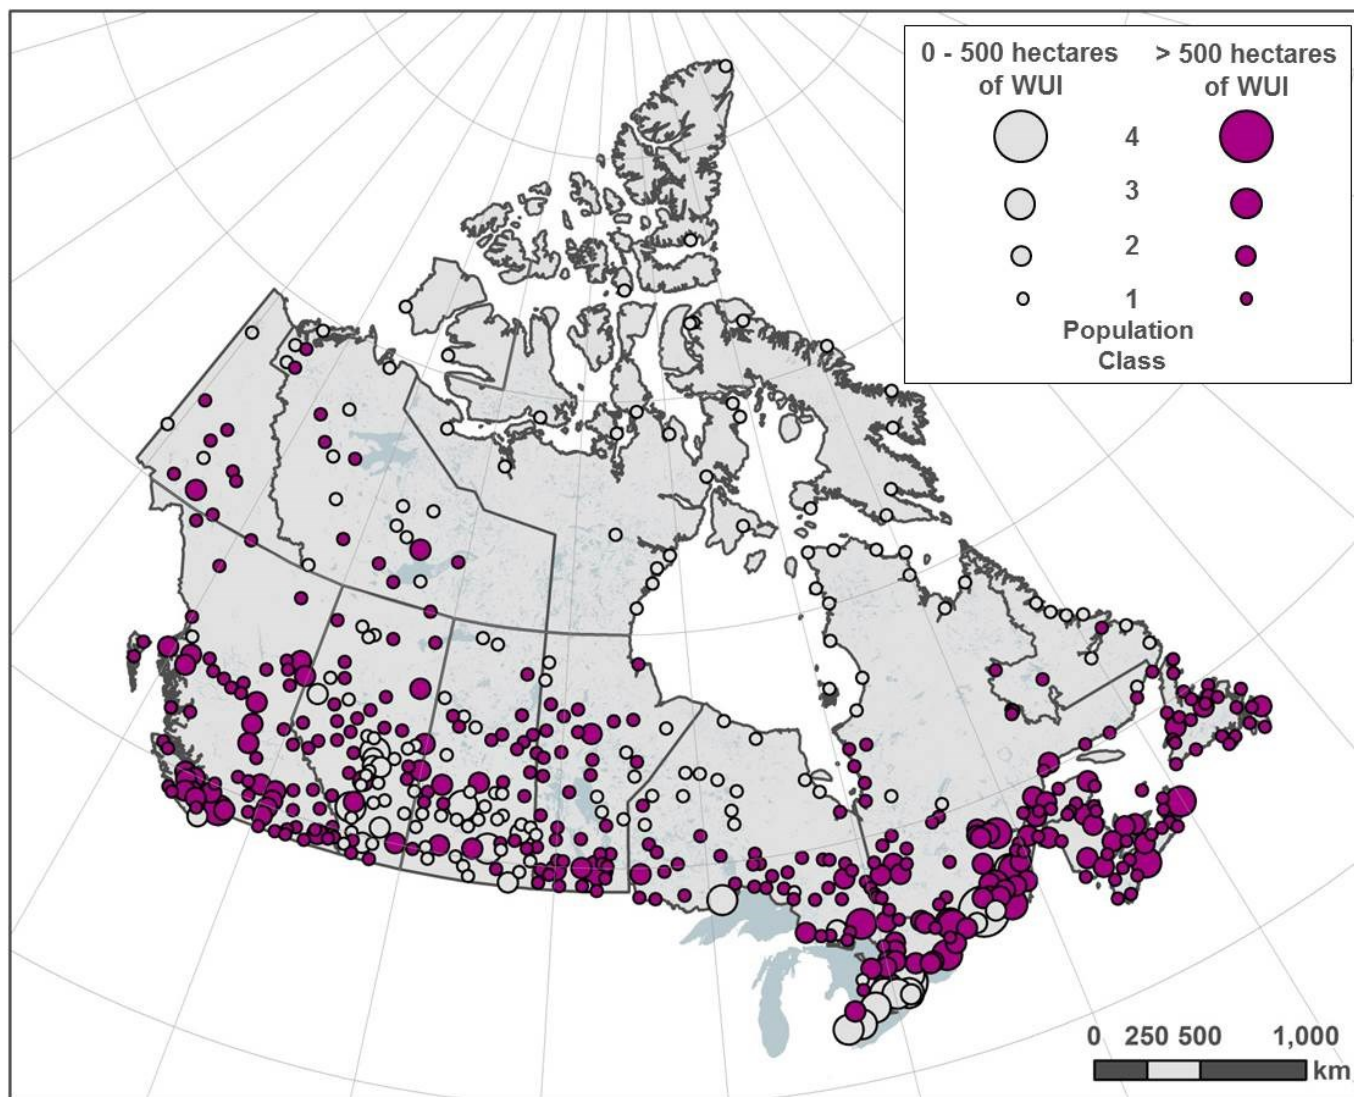 0 - 500 hectares > 500 hectares
of WUI of WUI
4
3
2
1
Population
Class
0 250 500 1,000
km